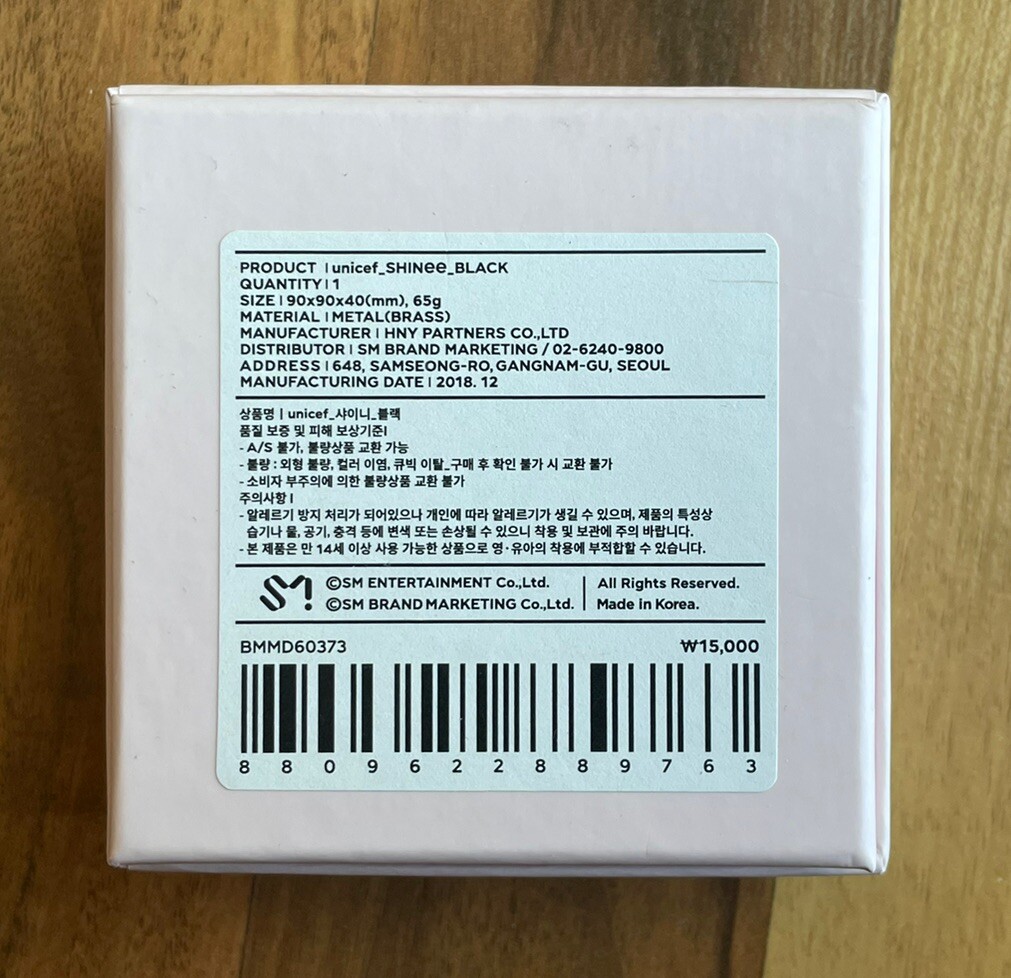 PRODUCT | unicef_SHINee_BLACK
QUANTITY | 1
SIZE | 90x90x40(mm), 65g
MATERIAL | METAL(BRASS)
MANUFACTURER | HNY PARTNERS CO.,LTD
DISTRIBUTOR | SM BRAND MARKETING / 02-6240-9800
ADDRESS | 648, SAMSEONG-RO, GANGNAM-GU, SEOUL
MANUFACTURING DATE | 2018. 12
상품명 | unicef_샤이니_블랙
품질 보증 및 피해 보상기준|
- A/S 불가, 불량상품 교환 가능
- 불량 : 외형 불량, 컬러 이염, 큐빅 이탈_구매 후 확인 불가 시 교환 불가
- 소비자 부주의에 의한 불량상품 교환 불가
주의사항 |
- 알레르기 방지 처리가 되어있으나 개인에 따라 알레르기가 생길 수 있으며, 제품의 특성상
습기나 물, 공기, 충격 등에 변색 또는 손상될 수 있으니 착용 및 보관에 주의 바랍니다.
- 본 제품은 만 14세 이상 사용 가능한 상품으로 영·유아의 착용에 부적합할 수 있습니다.
SM!
©SM ENTERTAINMENT Co.,Ltd.
©SM BRAND MARKETING Co.,Ltd.
All Rights Reserved.
Made in Korea.
BMMD60373
₩15,000
8809622889763